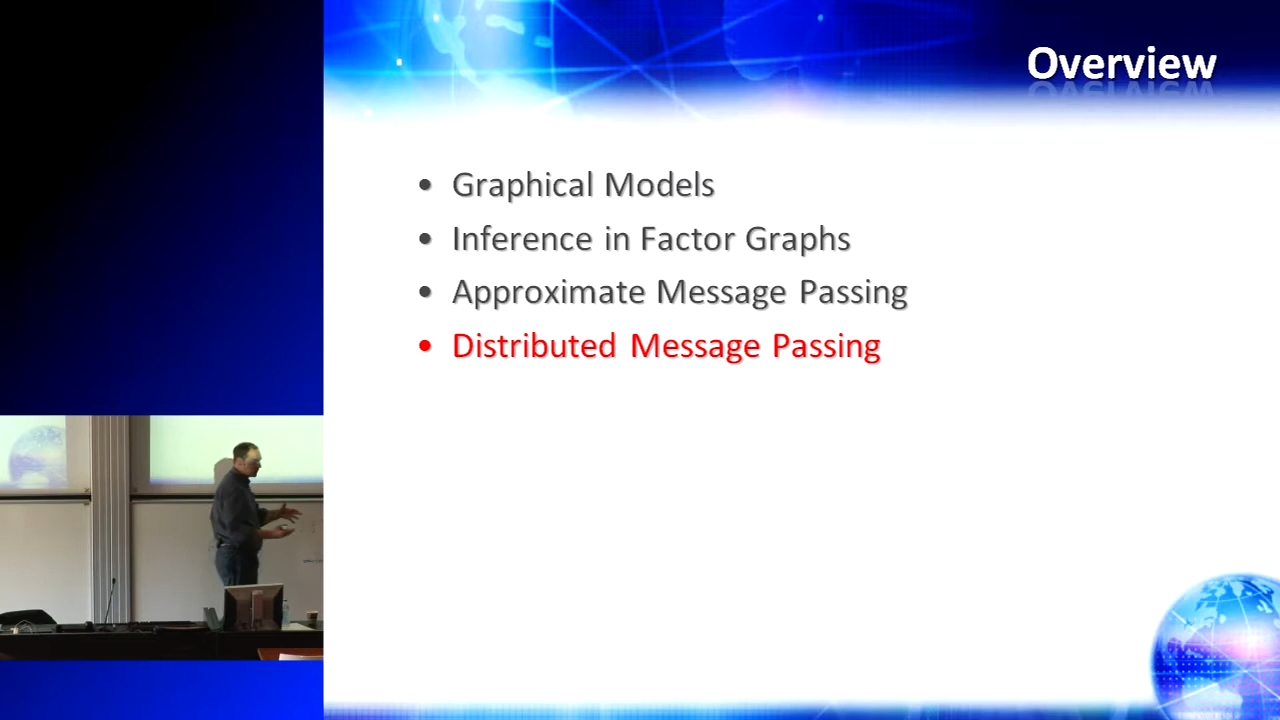 Overview
• Graphical Models
• Inference in Factor Graphs
• Approximate Message Passing
• Distributed Message Passing